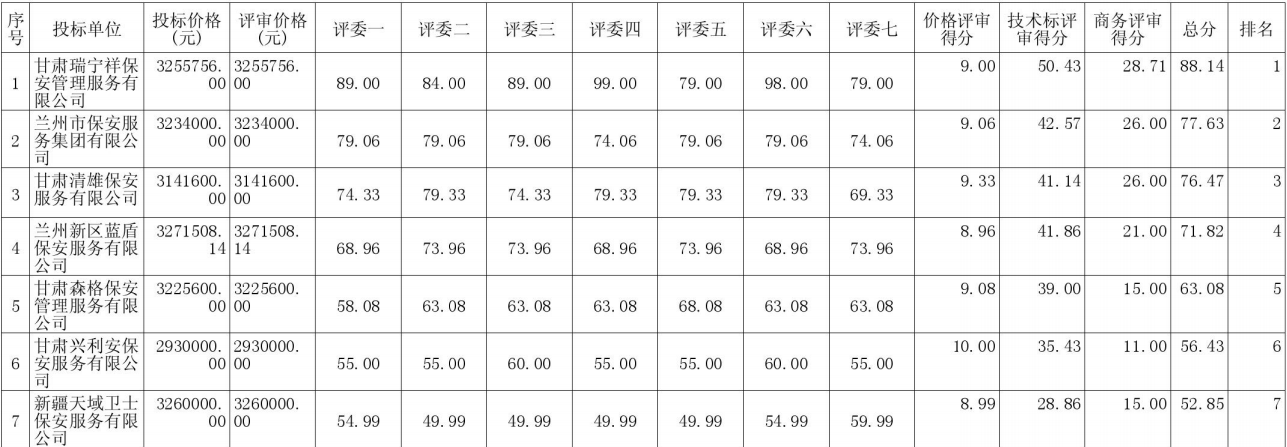 序号 投标单位 投标价格(元) 评审价格(元) 评委一 评委二 评委三 评委四 评委五 评委六 评委七 价格评审得分 技术标评审得分 商务评审得分 总分 排名
1 甘肃瑞宁祥保安管理服务有限公司 3255756.00 3255756.00 89.00 84.00 89.00 99.00 79.00 98.00 79.00 9.00 50.43 28.71 88.14 1
2 兰州市保安服务集团有限公司 3234000.00 3234000.00 79.06 79.06 79.06 74.06 79.06 79.06 74.06 9.06 42.57 26.00 77.63 2
3 甘肃清雄保安服务有限公司 3141600.00 3141600.00 74.33 79.33 74.33 79.33 79.33 79.33 69.33 9.33 41.14 26.00 76.47 3
4 兰州新区蓝盾保安服务有限公司 3271508.14 3271508.14 68.96 73.96 73.96 68.96 73.96 68.96 73.96 8.96 41.86 21.00 71.82 4
5 甘肃森格保安管理服务有限公司 3225600.00 3225600.00 58.08 63.08 63.08 63.08 68.08 63.08 63.08 9.08 39.00 15.00 63.08 5
6 甘肃兴利安保安服务有限公司 2930000.00 2930000.00 55.00 55.00 60.00 55.00 55.00 60.00 55.00 10.00 35.43 11.00 56.43 6
7 新疆天域卫士保安服务有限公司 3260000.00 3260000.00 54.99 49.99 49.99 49.99 49.99 54.99 59.99 8.99 28.86 15.00 52.85 7